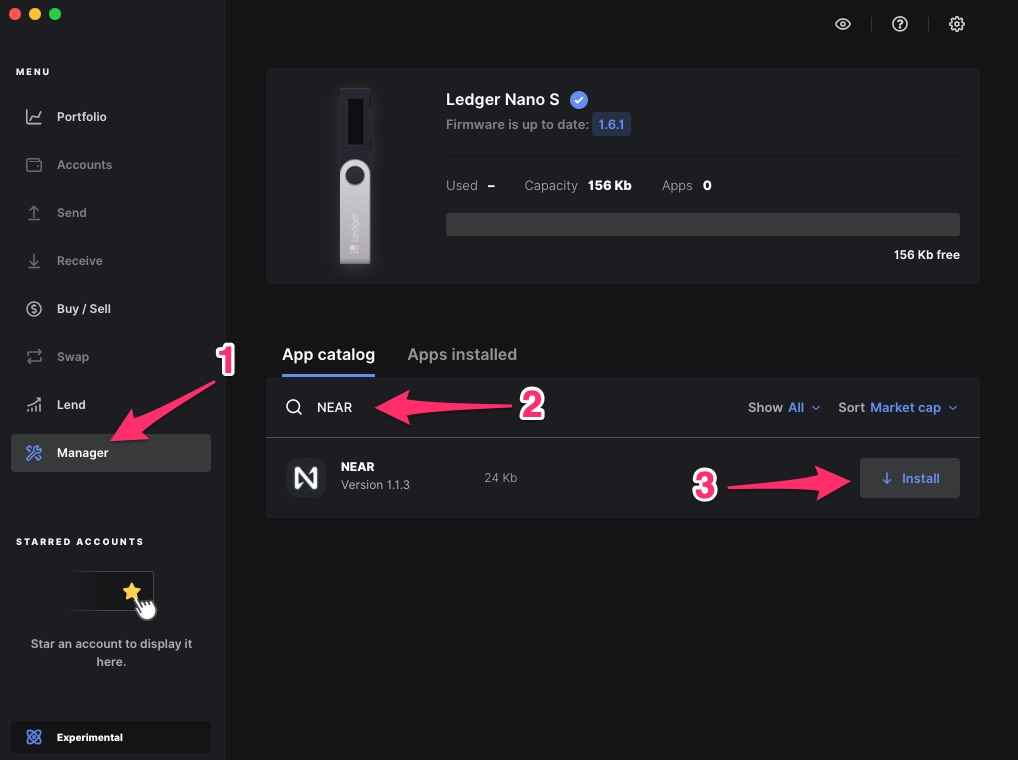 MENU
Portfolio
Accounts
Send
Receive
Buy / Sell
Swap
Lend
Manager
STARRED ACCOUNTS
Star an account to display it
here.
Experimental
Ledger Nano S
Firmware is up to date: 1.6.1
Used – Capacity 156 Kb Apps 0
156 Kb free
Ledger
App catalog Apps installed
NEAR
Show All Sort Market cap
NEAR
Version 1.1.3
24 Kb
Install
1
2
3